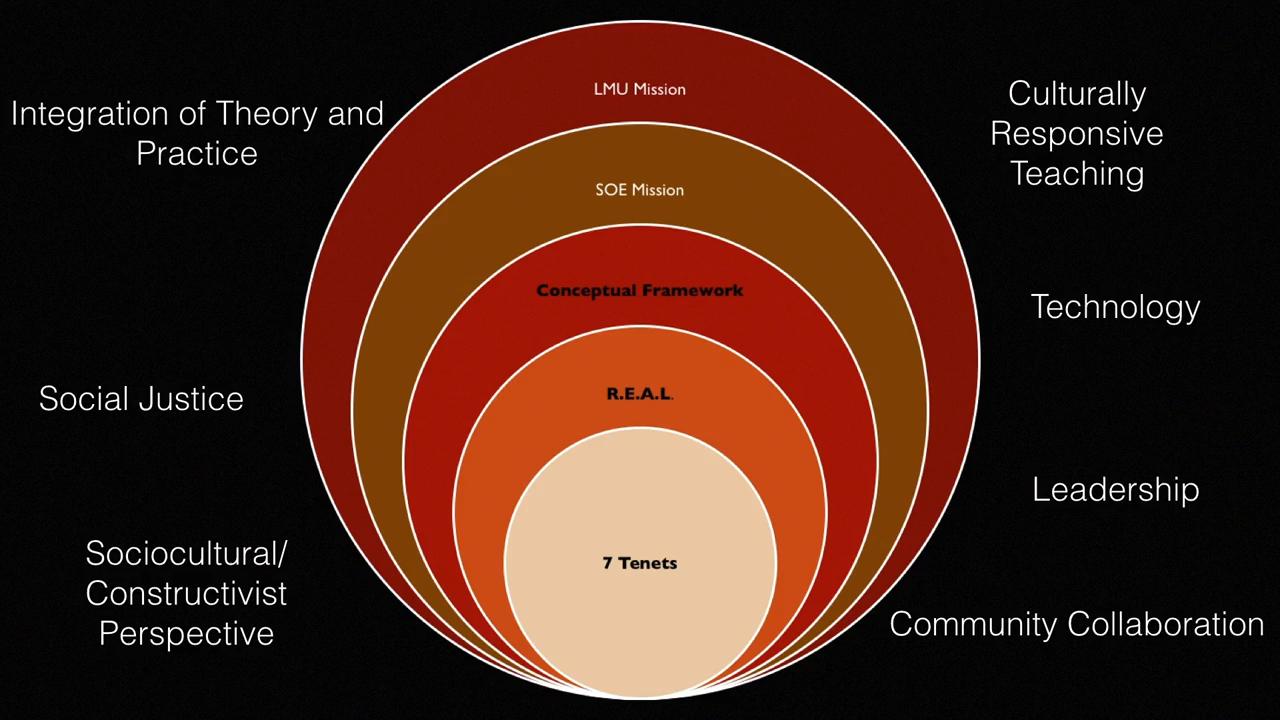 LMU Mission
SOE Mission
Conceptual Framework
R.E.A.L.
7 Tenets
Integration of Theory and
Practice
Social Justice
Sociocultural/
Constructivist
Perspective
Culturally
Responsive
Teaching
Technology
Leadership
Community Collaboration